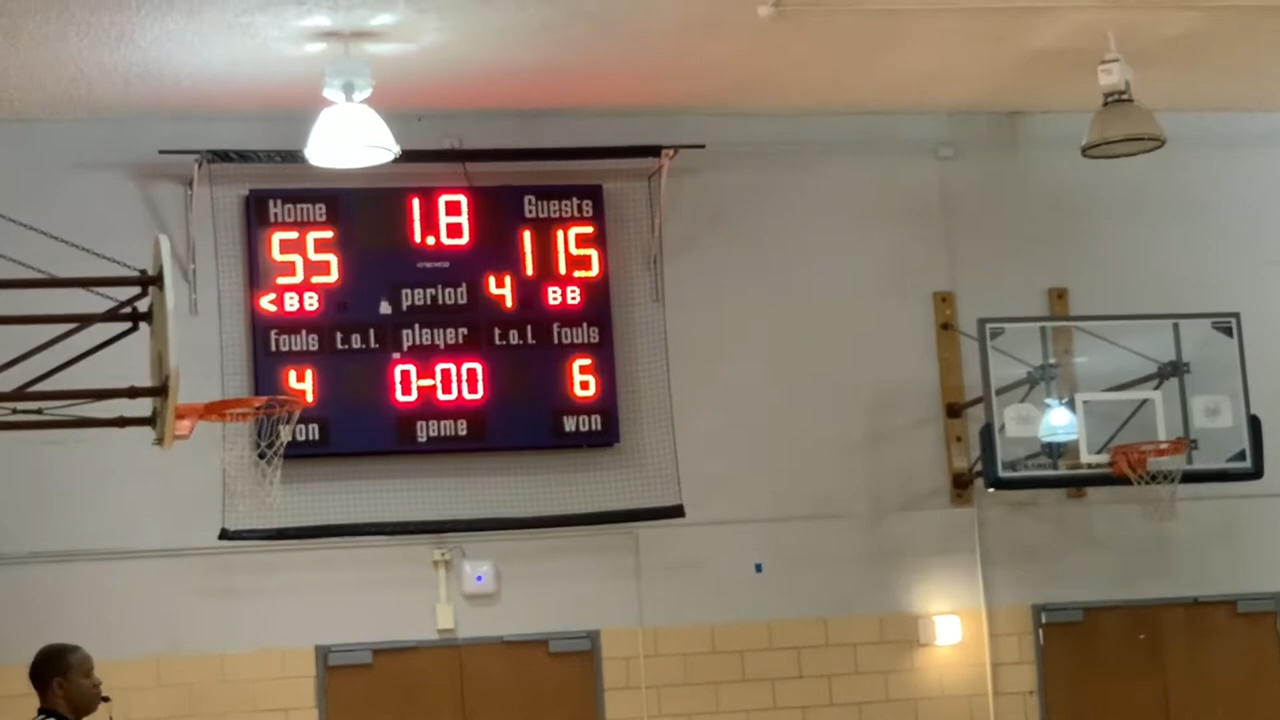 Home 1.8 Guests
55 115
<BB period 4 BB
fouls t.o.l. player t.o.l. fouls
4 0-00 6
won game won